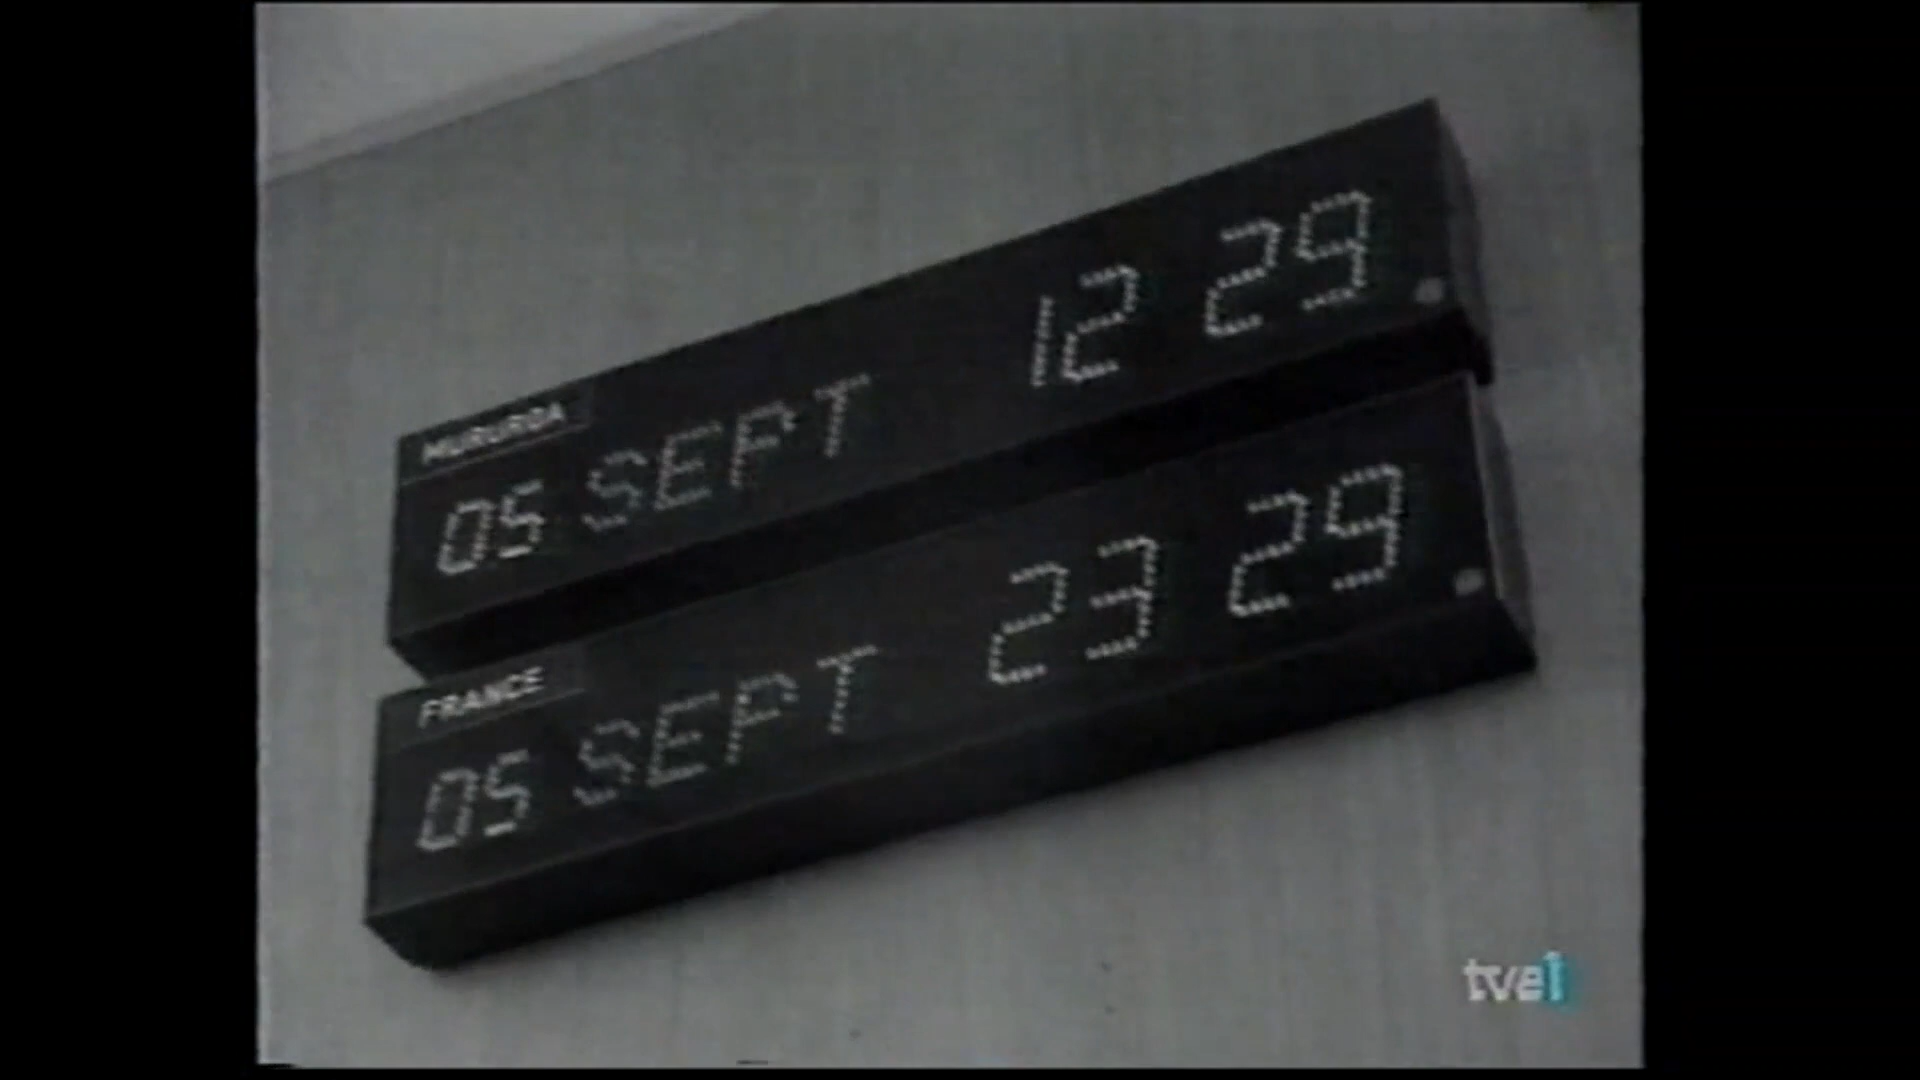 MURUROA
05 SEPT 12 29
FRANCE
05 SEPT 23 29
tve1